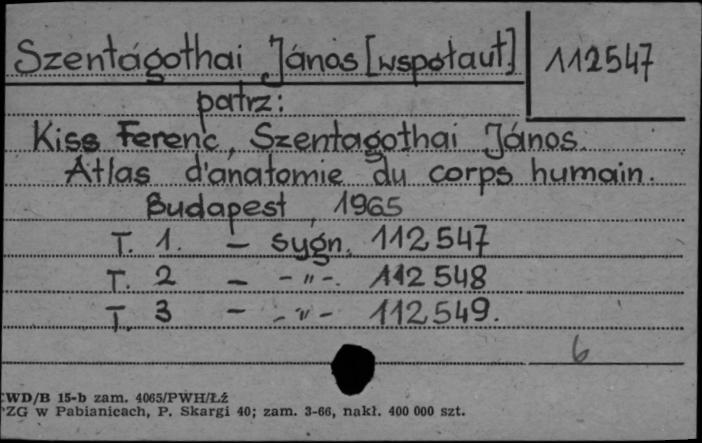 Szentágothai János [współaut.] 112547
patrz:
Kiss Ferenc, Szentagothai János.
Atlas d'anatomie du corps humain.
Budapest, 1965
T. 1. – sygn. 112547
T. 2 – -"-. 112548
T. 3 – -"- 112549.
6
WD/B 15-b zam. 4065/PWH/Łź
PZG w Pabianicach, P. Skargi 40; zam. 3-66, nakł. 400 000 szt.